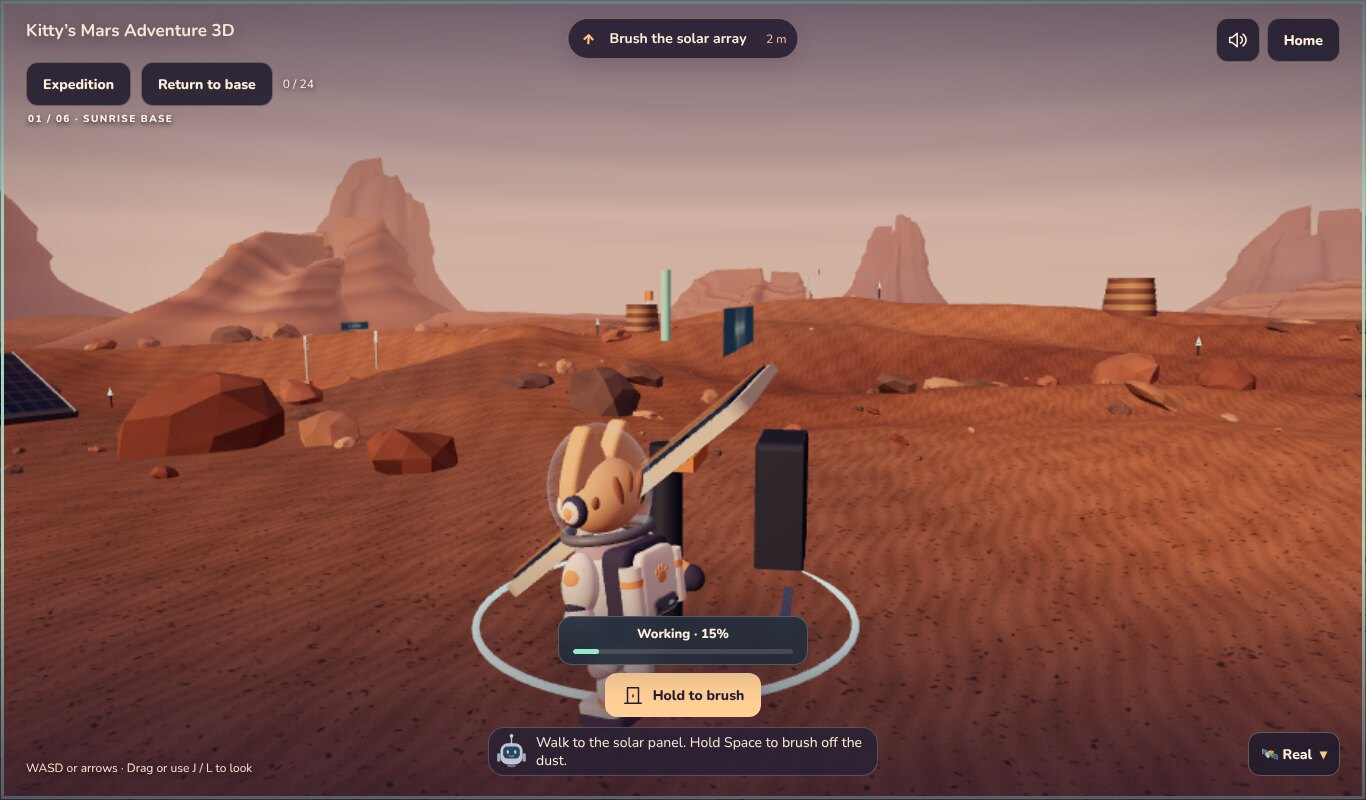 Kitty's Mars Adventure 3D
Brush the solar array 2 m
Home
Expedition
Return to base
0 / 24
01 / 06 · SUNRISE BASE
Working · 15%
Hold to brush
Walk to the solar panel. Hold Space to brush off the
dust.
WASD or arrows · Drag or use J / L to look
Real